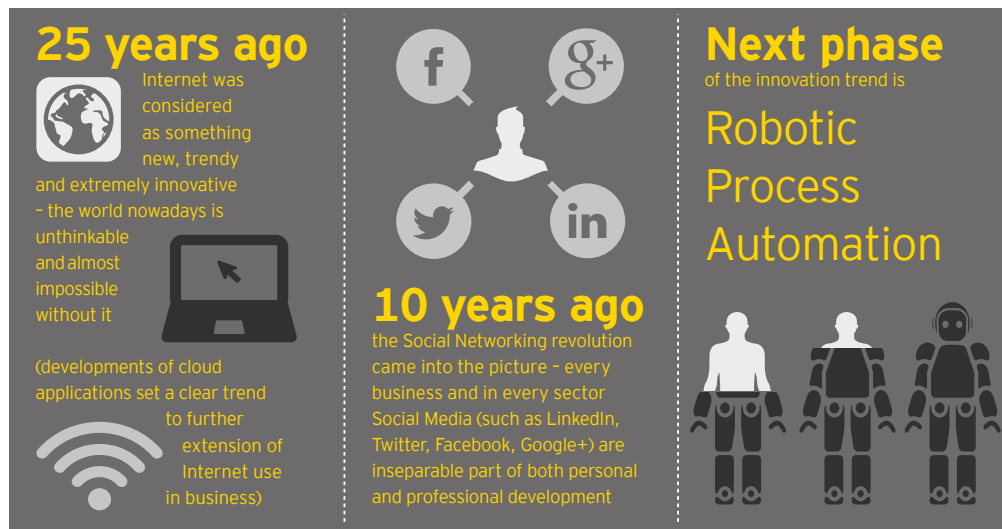 25 years ago
Internet was
considered
as something
new, trendy
and extremely innovative
– the world nowadays is
unthinkable
and almost
impossible
without it
(developments of cloud
applications set a clear trend
to further
extension of
Internet use
in business)
f
g+
in
10 years ago
the Social Networking revolution
came into the picture – every
business and in every sector
Social Media (such as LinkedIn,
Twitter, Facebook, Google+) are
inseparable part of both personal
and professional development
Next phase
of the innovation trend is
Robotic
Process
Automation